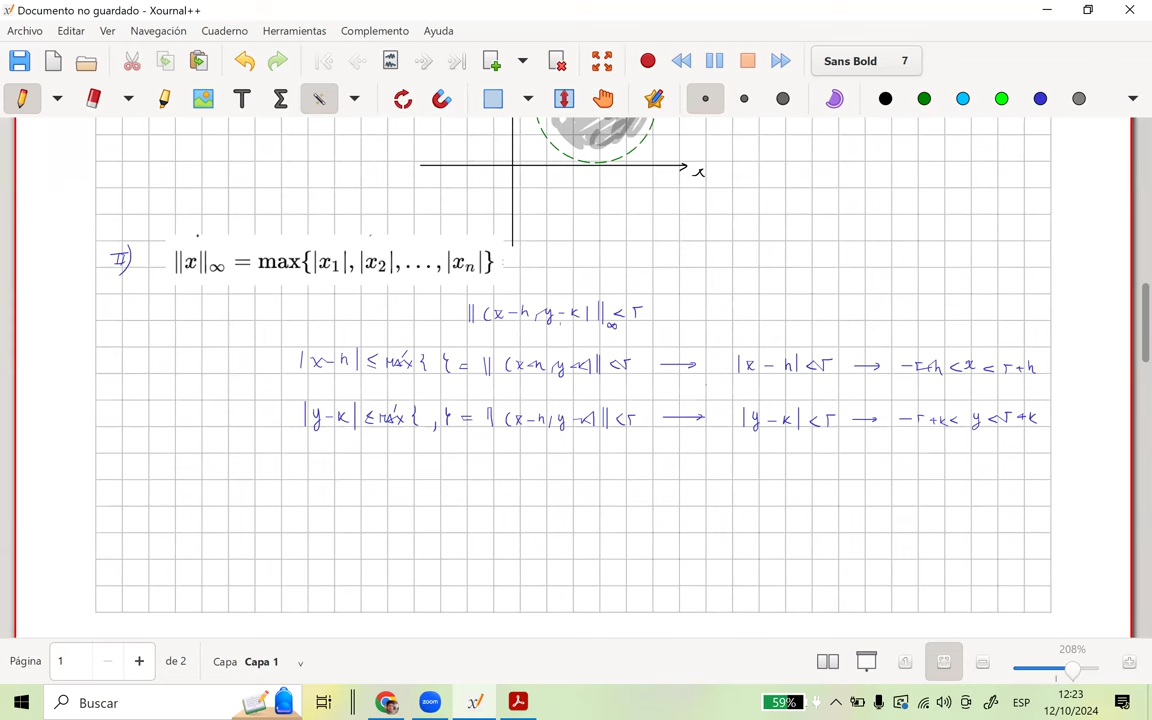 Documento no guardado - Xournal++
Archivo Editar Ver Navegación Cuaderno Herramientas Complemento Ayuda
Sans Bold 7
x
II) ||x||∞ = max{|x₁|, |x₂|, . . . , |xₙ|}
|| (x-h, y-k) ||∞ < r
|x-h| ≤ MÁX{ } = || (x-h, y-k) || < r → |x - h| < r → -r+h < x < r+h
|y-k| ≤ MÁX{ , } = || (x-h, y-k) || < r → |y-k| < r → -r+k < y < r+k
Página 1 de 2 Capa Capa 1 208%
Buscar 59% ESP 12:23
12/10/2024